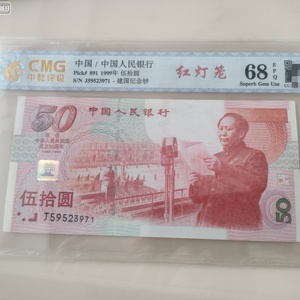 CMG
中乾评级
中国/中国人民银行
Pick# 891 1999年 伍拾圆
S/N J59523971 - 建国纪念钞
红灯笼
68
EPQ
Superb Gem Unc
50
中国人民银行
伍拾圆
J59523971
50